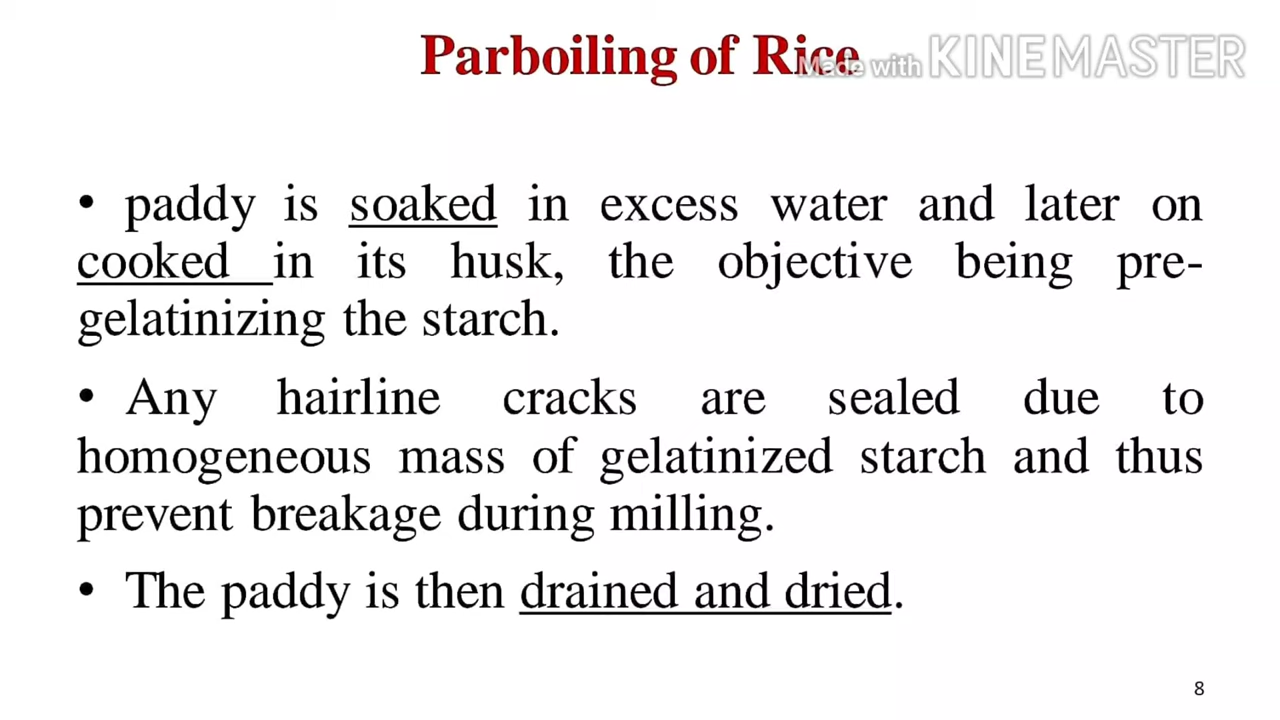 Parboiling of Rice
Made with KINEMASTER
• paddy is soaked in excess water and later on
cooked in its husk, the objective being pre-
gelatinizing the starch.
• Any hairline cracks are sealed due to
homogeneous mass of gelatinized starch and thus
prevent breakage during milling.
• The paddy is then drained and dried.
8